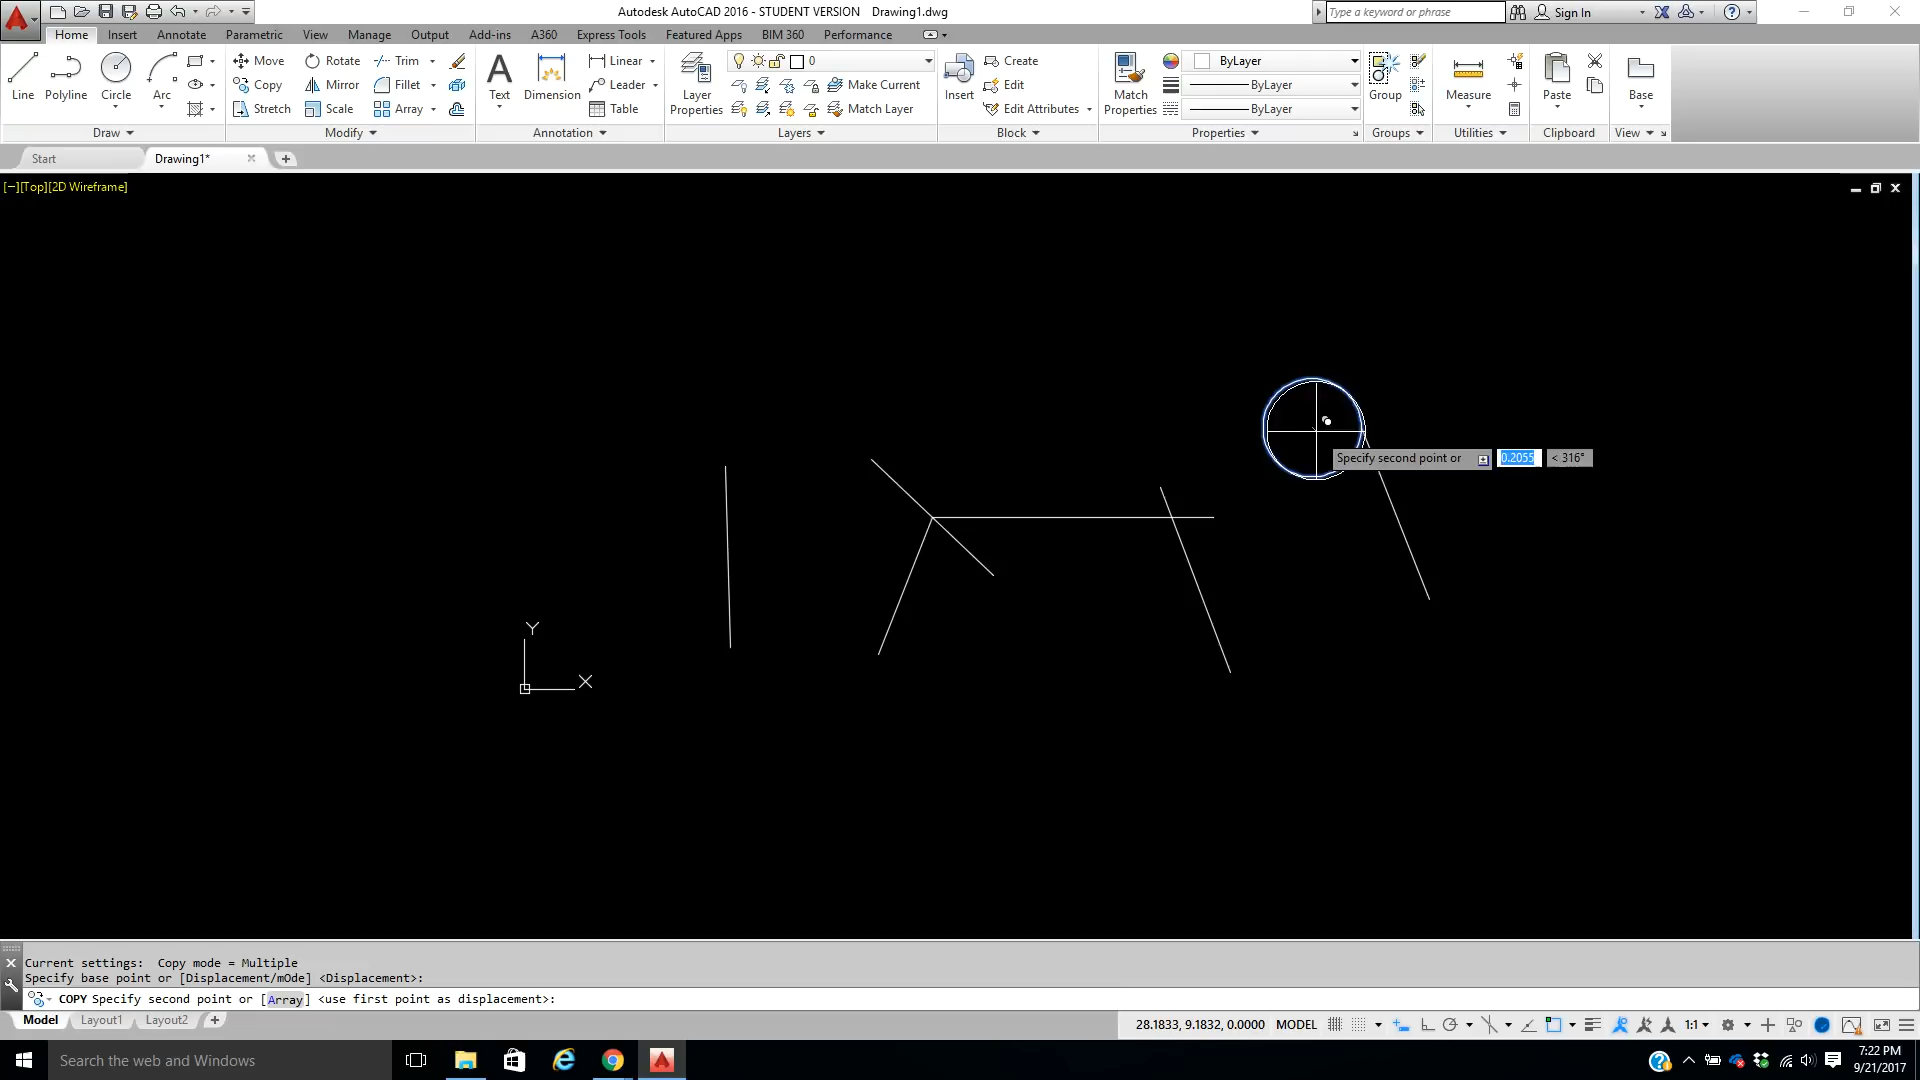 Autodesk AutoCAD 2016 - STUDENT VERSION Drawing1.dwg
Type a keyword or phrase
Sign In
Home Insert Annotate Parametric View Manage Output Add-ins A360 Express Tools Featured Apps BIM 360 Performance
Line
Polyline
Circle
Arc
Draw
Move Rotate Trim
Copy Mirror Fillet
Stretch Scale Array
Modify
Text
Dimension
Linear
Leader
Table
Annotation
Layer Properties
0
Make Current
Match Layer
Layers
Insert
Create
Edit
Edit Attributes
Block
Match Properties
ByLayer
ByLayer
ByLayer
Properties
Group
Groups
Measure
Utilities
Paste
Clipboard
Base
View
Start
Drawing1*
[−][Top][2D Wireframe]
Specify second point or 0.2055 < 316°
Y
X
Current settings: Copy mode = Multiple
Specify base point or [Displacement/mOde] <Displacement>:
COPY Specify second point or [Array] <use first point as displacement>:
Model Layout1 Layout2
28.1833, 9.1832, 0.0000 MODEL
1:1
Search the web and Windows
7:22 PM
9/21/2017